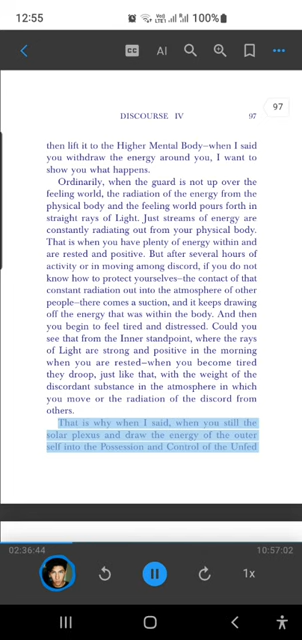 12:55
100%
CC
AI
97
DISCOURSE IV 97
then lift it to the Higher Mental Body—when I said
you withdraw the energy around you, I want to
show you what happens.
Ordinarily, when the guard is not up over the
feeling world, the radiation of the energy from the
physical body and the feeling world pours forth in
straight rays of Light. Just streams of energy are
constantly radiating out from your physical body.
That is when you have plenty of energy within and
are rested and positive. But after several hours of
activity or in moving among discord, if you do not
know how to protect yourselves—the contact of that
constant radiation out into the atmosphere of other
people—there comes a suction, and it keeps drawing
off the energy that was within the body. And then
you begin to feel tired and distressed. Could you
see that from the Inner standpoint, where the rays
of Light are strong and positive in the morning
when you are rested—when you become tired
they droop, just like that, with the weight of the
discordant substance in the atmosphere in which
you move or the radiation of the discord from
others.
That is why when I said, when you still the
solar plexus and draw the energy of the outer
self into the Possession and Control of the Unfed
02:36:44 10:57:02
1x